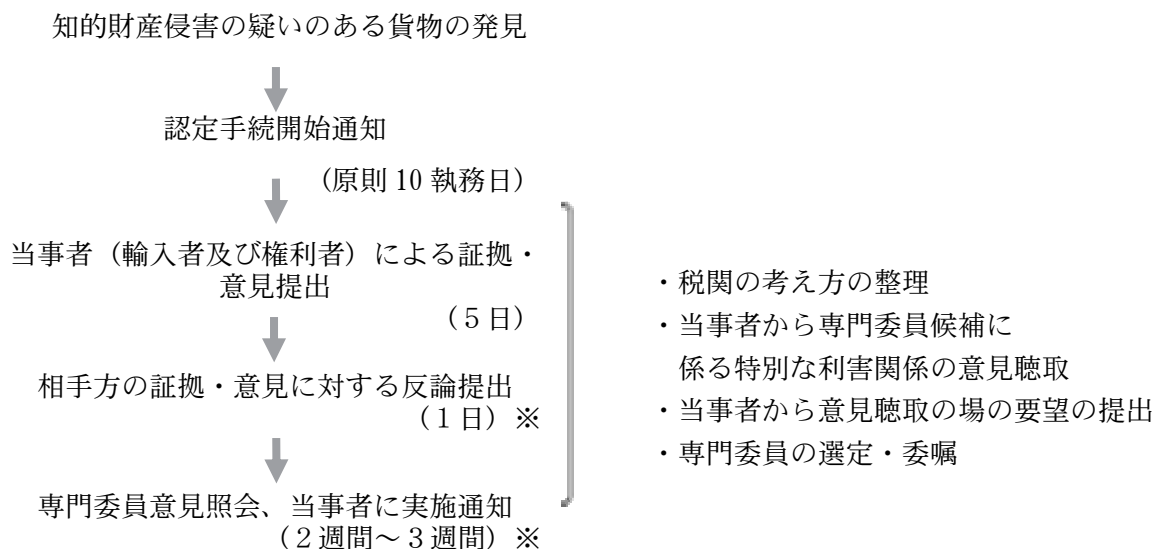 知的財産侵害の疑いのある貨物の発見
認定手続開始通知
（原則 10 執務日）
当事者（輸入者及び権利者）による証拠・
意見提出
（５日）
相手方の証拠・意見に対する反論提出
（１日）※
専門委員意見照会、当事者に実施通知
（２週間～３週間）※
・税関の考え方の整理
・当事者から専門委員候補に
係る特別な利害関係の意見聴取
・当事者から意見聴取の場の要望の提出
・専門委員の選定・委嘱